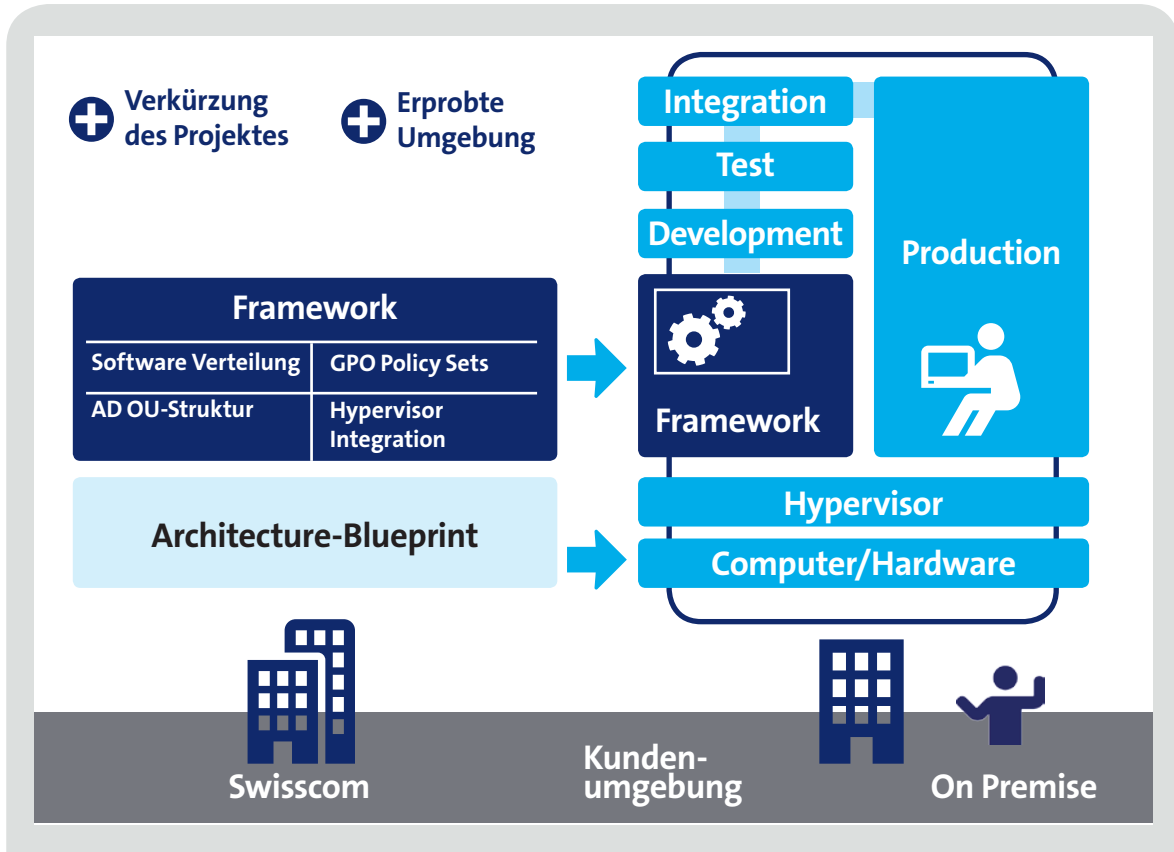 Verkürzung
des Projektes
Erprobte
Umgebung
Framework
Software Verteilung
GPO Policy Sets
AD OU-Struktur
Hypervisor
Integration
Architecture-Blueprint
Integration
Test
Development
Framework
Production
Hypervisor
Computer/Hardware
Swisscom
Kunden-
umgebung
On Premise